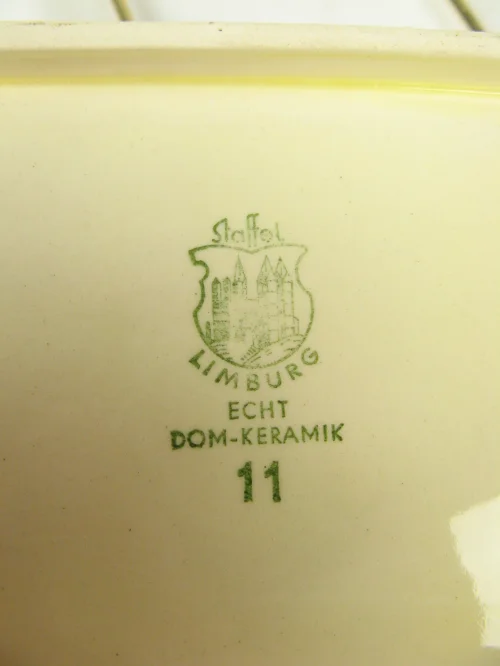 Staffel
LIMBURG
ECHT
DOM-KERAMIK
11